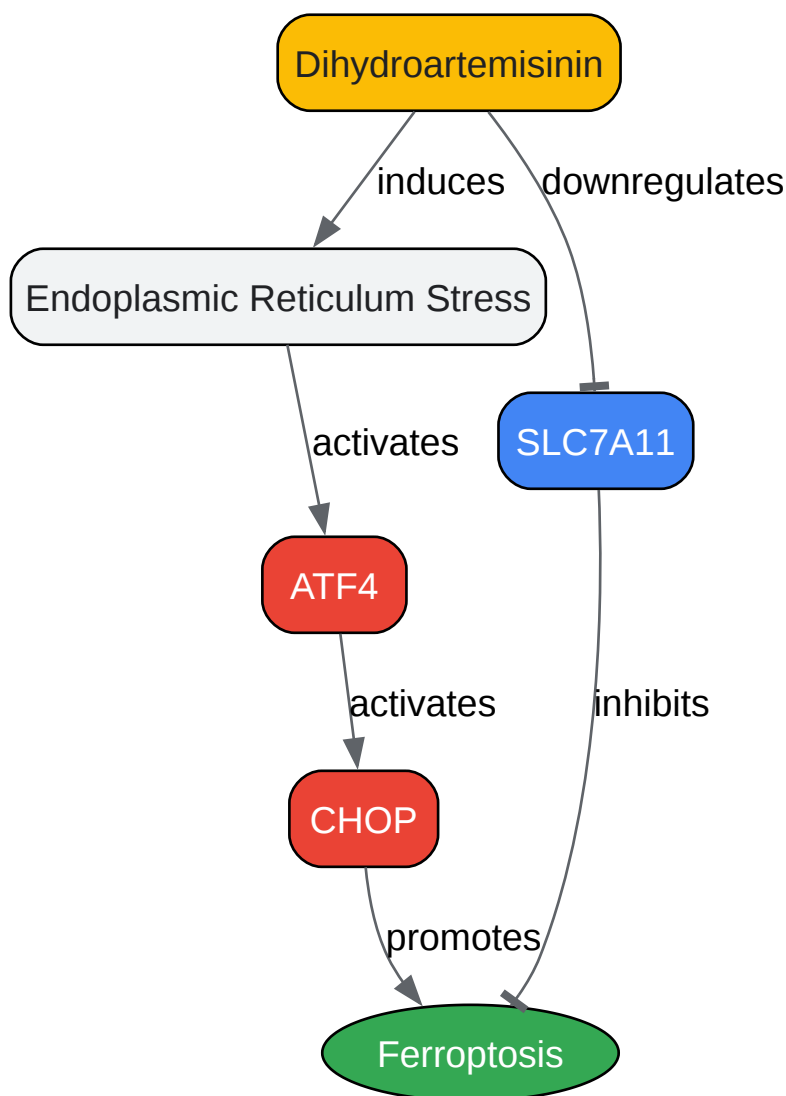 Dihydroartemisinin
induces
downregulates
Endoplasmic Reticulum Stress
activates
SLC7A11
ATF4
activates
inhibits
CHOP
promotes
Ferroptosis